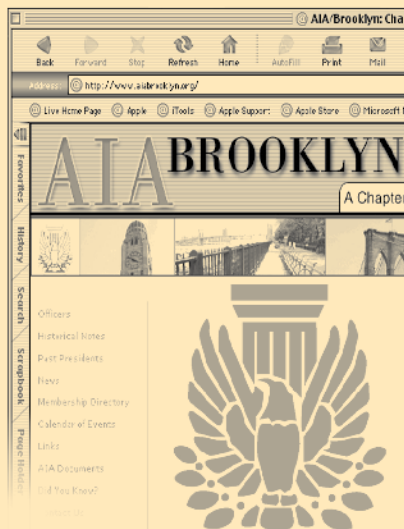 AIA/Brooklyn: Cha
Back Forward Stop Refresh Home AutoFill Print Mail
Address: http://www.aiabrooklyn.org/
Live Home Page Apple iTools Apple Support Apple Store Microsoft
Favorites
History
Search
Scrapbook
Page Holder
AIA BROOKLYN
A Chapter
Officers
Historical Notes
Past Presidents
News
Membership Directory
Calendar of Events
Links
AIA Documents
Did You Know?